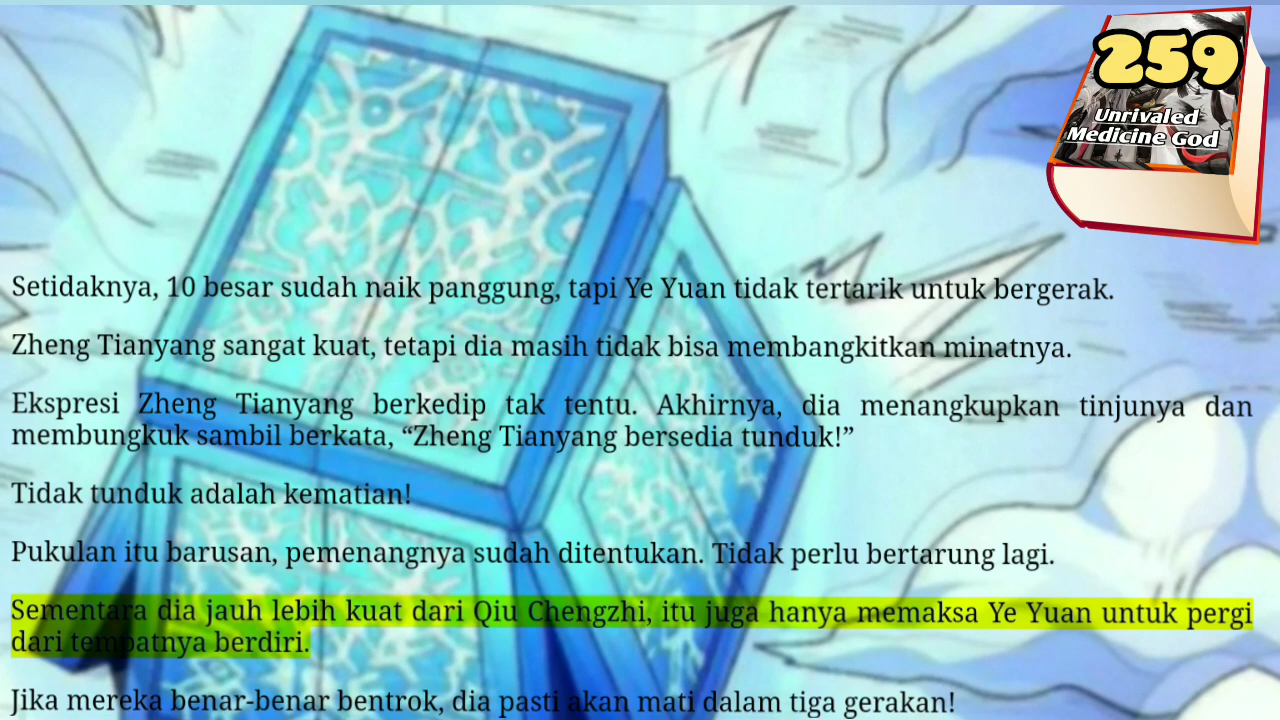 259
Unrivaled
Medicine God
Setidaknya, 10 besar sudah naik panggung, tapi Ye Yuan tidak tertarik untuk bergerak.
Zheng Tianyang sangat kuat, tetapi dia masih tidak bisa membangkitkan minatnya.
Ekspresi Zheng Tianyang berkedip tak tentu. Akhirnya, dia menangkupkan tinjunya dan
membungkuk sambil berkata, “Zheng Tianyang bersedia tunduk!”
Tidak tunduk adalah kematian!
Pukulan itu barusan, pemenangnya sudah ditentukan. Tidak perlu bertarung lagi.
Sementara dia jauh lebih kuat dari Qiu Chengzhi, itu juga hanya memaksa Ye Yuan untuk pergi
dari tempatnya berdiri.
Jika mereka benar-benar bentrok, dia pasti akan mati dalam tiga gerakan!